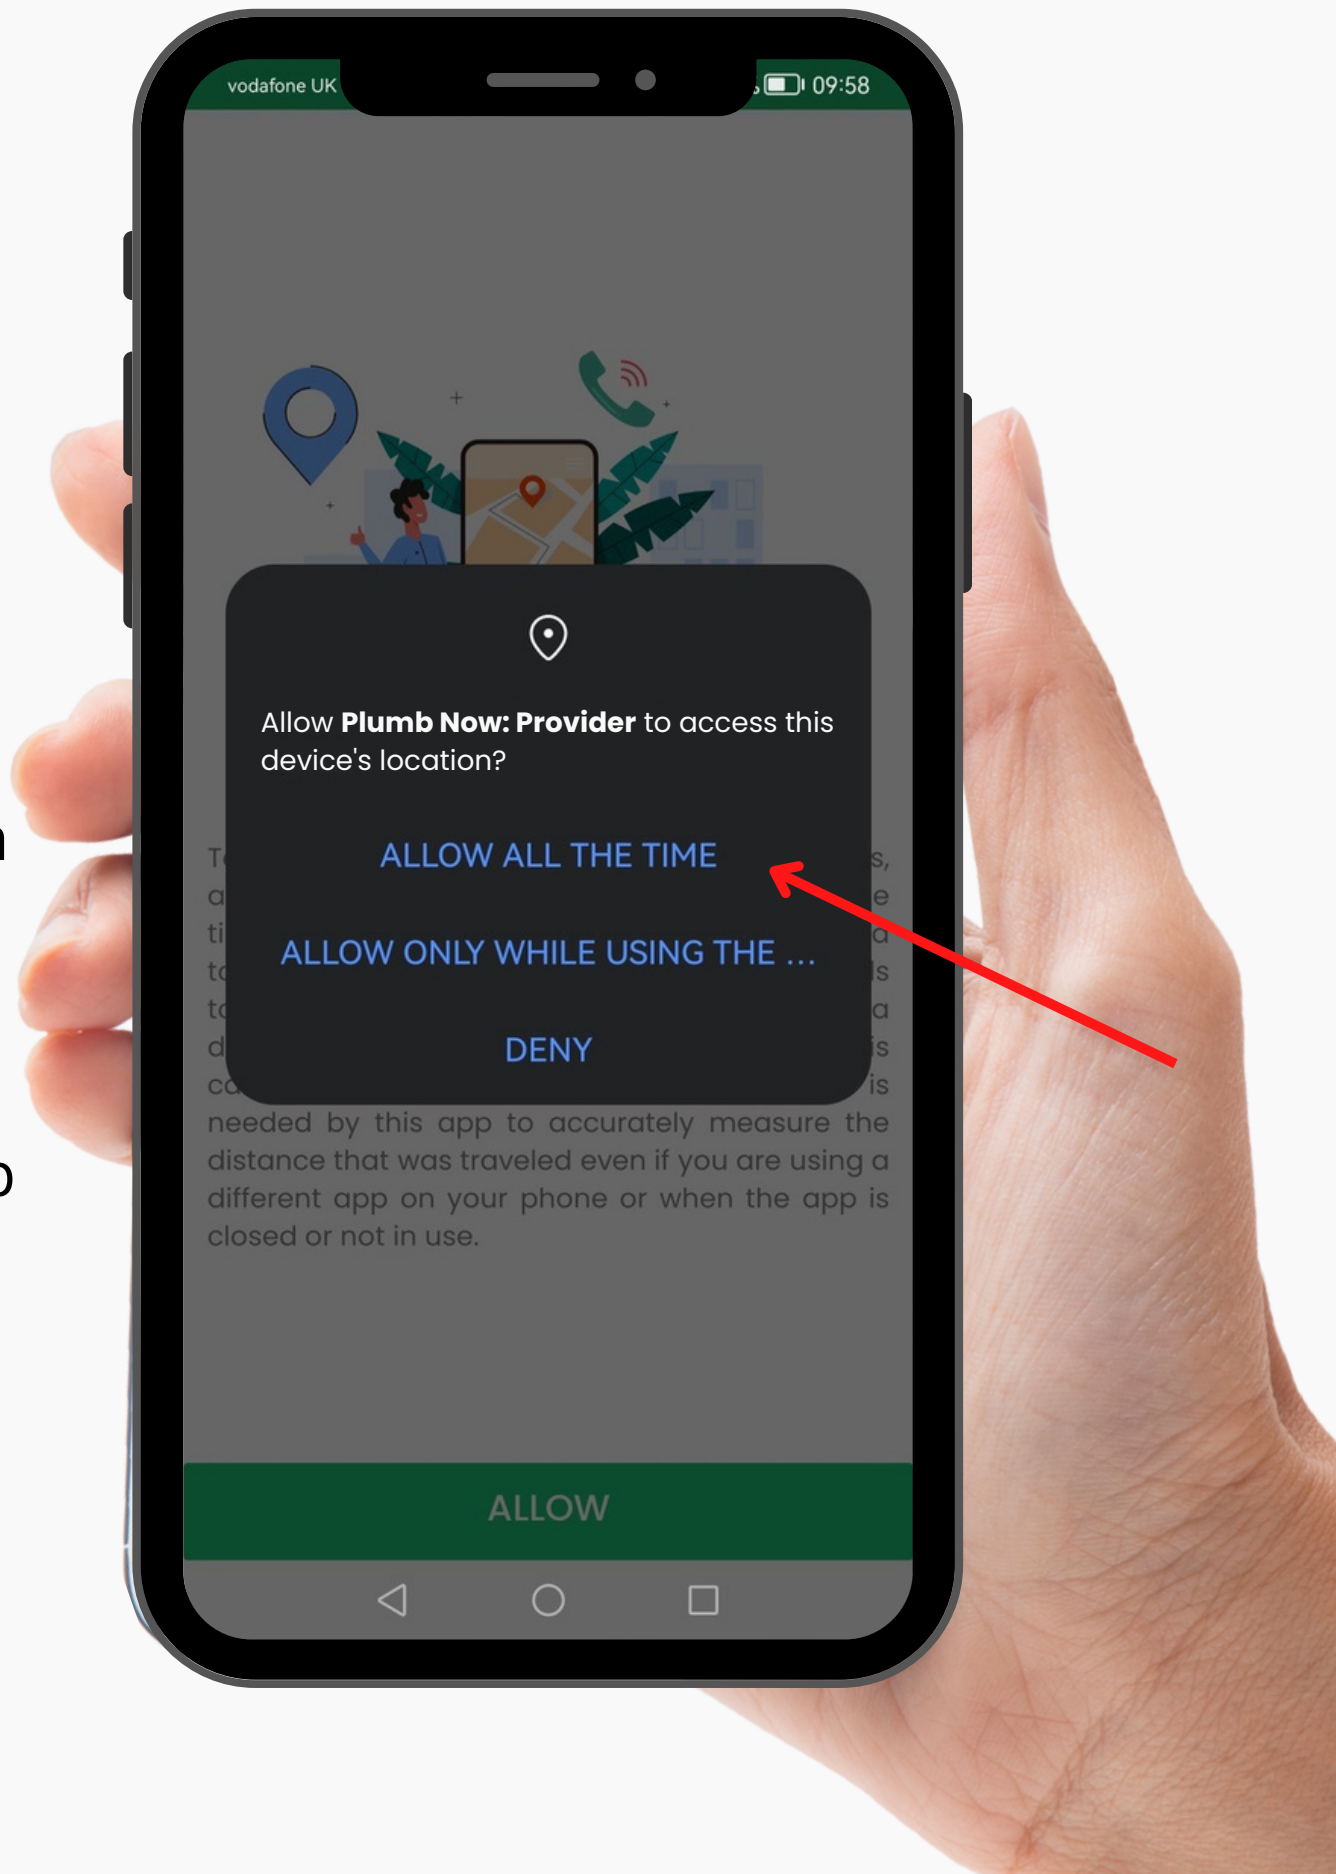 vodafone UK
09:58
Allow Plumb Now: Provider to access this
device's location?
ALLOW ALL THE TIME
ALLOW ONLY WHILE USING THE ...
DENY
needed by this app to accurately measure the
distance that was traveled even if you are using a
different app on your phone or when the app is
closed or not in use.
ALLOW